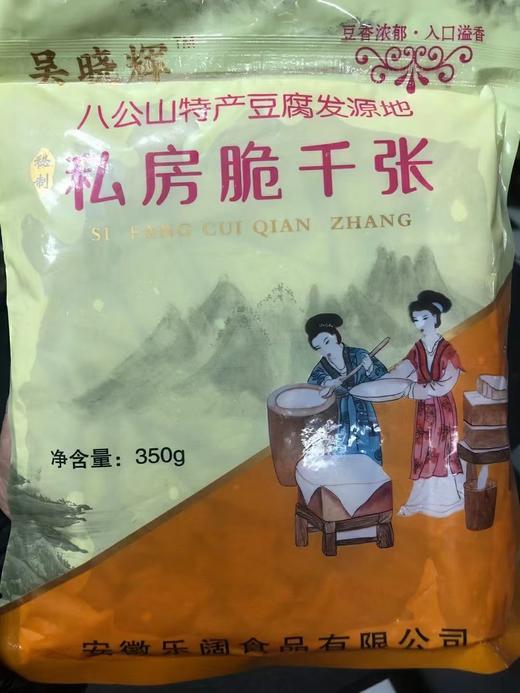 吴晓辉™
豆香浓郁·入口溢香
八公山特产豆腐发源地
秘制
私房脆千张
SI FANG CUI QIAN ZHANG
净含量：350g
安徽乐阔食品有限公司